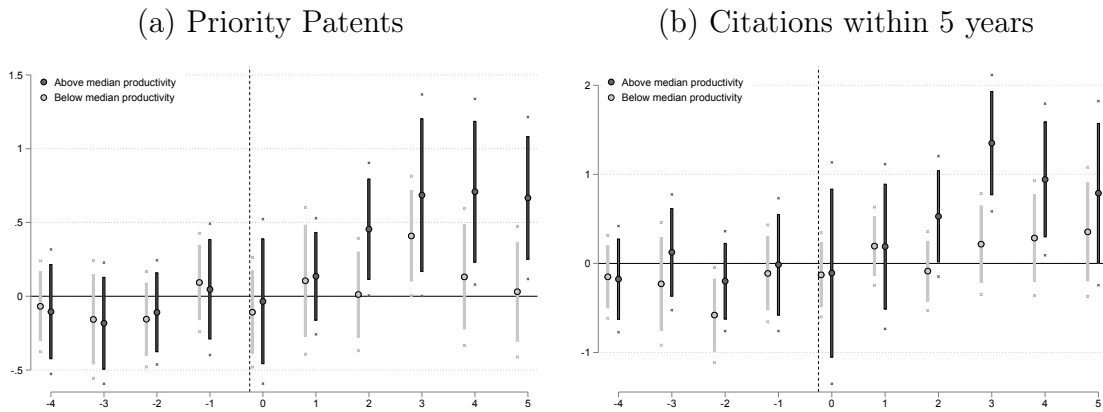 (a) Priority Patents
1.5
1
.5
0
-.5
Above median productivity
Below median productivity
-4 -3 -2 -1 0 1 2 3 4 5
(b) Citations within 5 years
2
1
0
-1
Above median productivity
Below median productivity
-4 -3 -2 -1 0 1 2 3 4 5